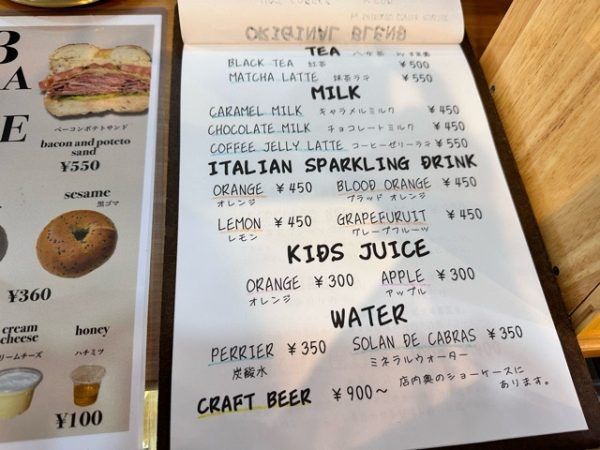 B
A
E
ベーコンポテトサンド
bacon and poteto
sand
¥550
sesame
黒ゴマ
¥360
cream
cheese
リームチーズ
honey
ハチミツ
¥100
ORIGINAL BLEND
TEA
BLACK TEA 紅茶 ¥500
MATCHA LATTE 抹茶ラテ ¥550
MILK
CARAMEL MILK キャラメルミルク ¥450
CHOCOLATE MILK チョコレートミルク ¥450
COFFEE JELLY LATTE コーヒーゼリーラテ ¥550
ITALIAN SPARKLING DRINK
ORANGE ¥450 BLOOD ORANGE ¥450
オレンジ ブラッド オレンジ
LEMON ¥450 GRAPEFURUIT ¥450
レモン グレープフルーツ
KIDS JUICE
ORANGE ¥300 APPLE ¥300
オレンジ アップル
WATER
PERRIER ¥350 SOLAN DE CABRAS ¥350
炭酸水 ミネラルウォーター
CRAFT BEER ¥900〜 店内奥のショーケースに
あります。